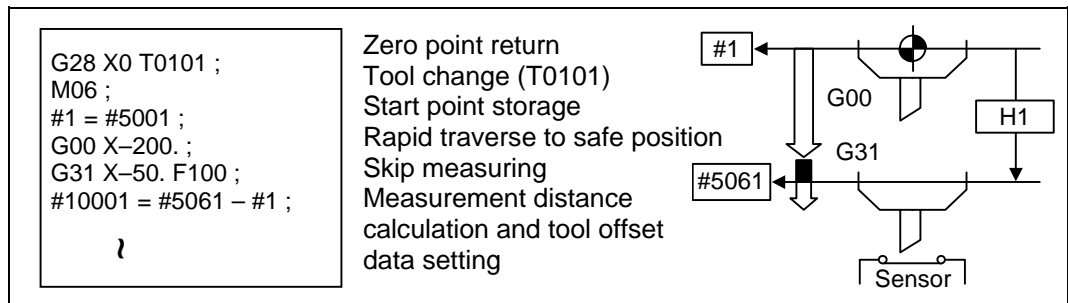 G28 X0 T0101 ;
M06 ;
#1 = #5001 ;
G00 X–200. ;
G31 X–50. F100 ;
#10001 = #5061 – #1 ;
~
Zero point return
Tool change (T0101)
Start point storage
Rapid traverse to safe position
Skip measuring
Measurement distance
calculation and tool offset
data setting
#1
G00
H1
G31
#5061
Sensor